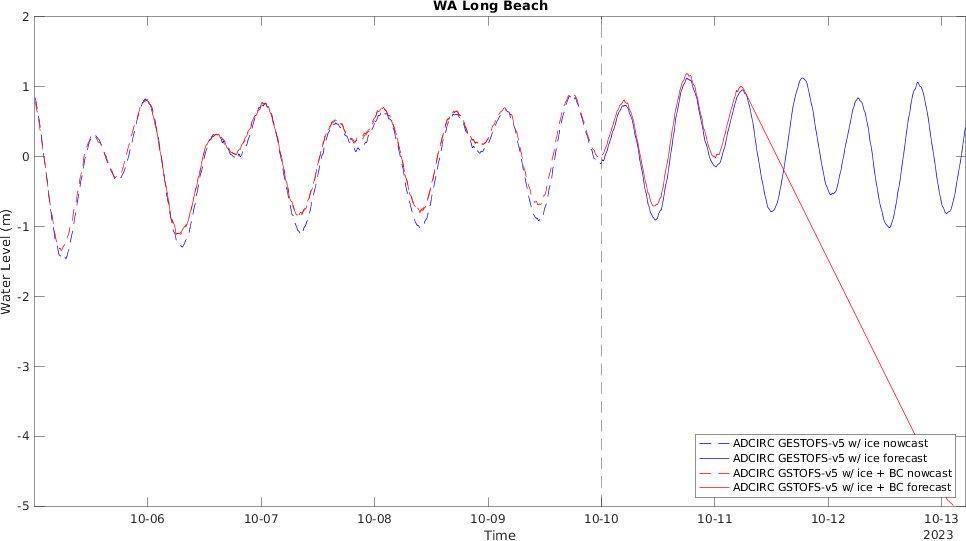 WA Long Beach
2
1
0
-1
-2
-3
-4
-5
Water Level (m)
ADCIRC GESTOFS-v5 w/ ice nowcast
ADCIRC GESTOFS-v5 w/ ice forecast
ADCIRC GSTOFS-v5 w/ ice + BC nowcast
ADCIRC GSTOFS-v5 w/ ice + BC forecast
10-06 10-07 10-08 10-09 10-10 10-11 10-12 10-13
Time
2023